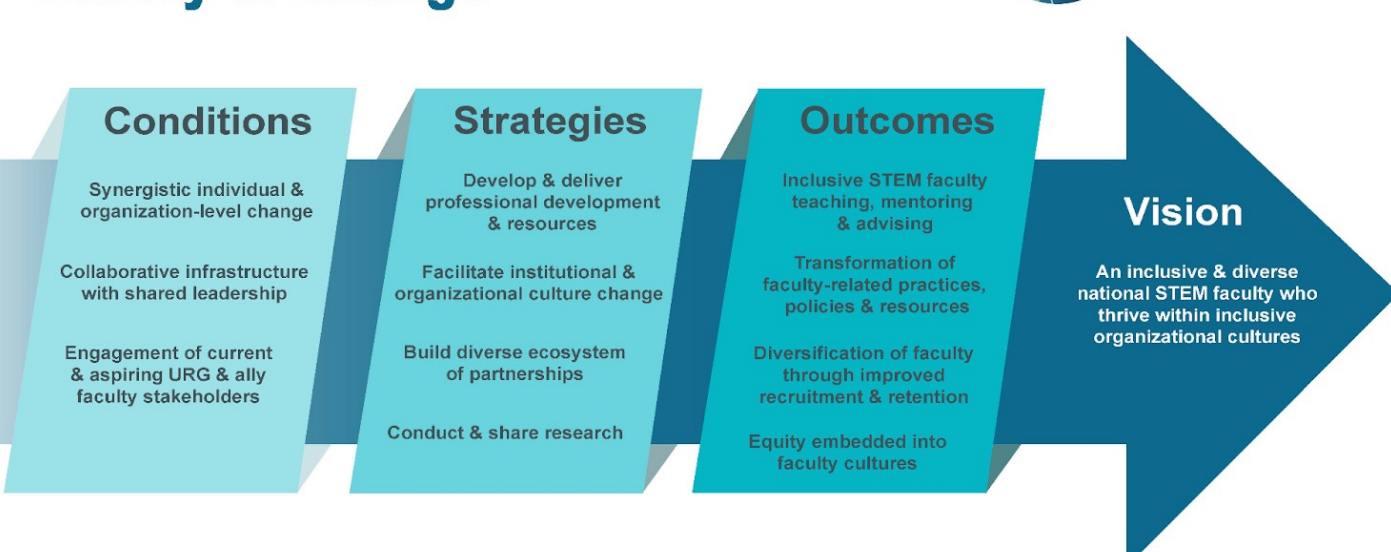 Conditions
Synergistic individual &
organization-level change
Collaborative infrastructure
with shared leadership
Engagement of current
& aspiring URG & ally
faculty stakeholders
Strategies
Develop & deliver
professional development
& resources
Facilitate institutional &
organizational culture change
Build diverse ecosystem
of partnerships
Conduct & share research
Outcomes
Inclusive STEM faculty
teaching, mentoring
& advising
Transformation of
faculty-related practices,
policies & resources
Diversification of faculty
through improved
recruitment & retention
Equity embedded into
faculty cultures
Vision
An inclusive & diverse
national STEM faculty who
thrive within inclusive
organizational cultures